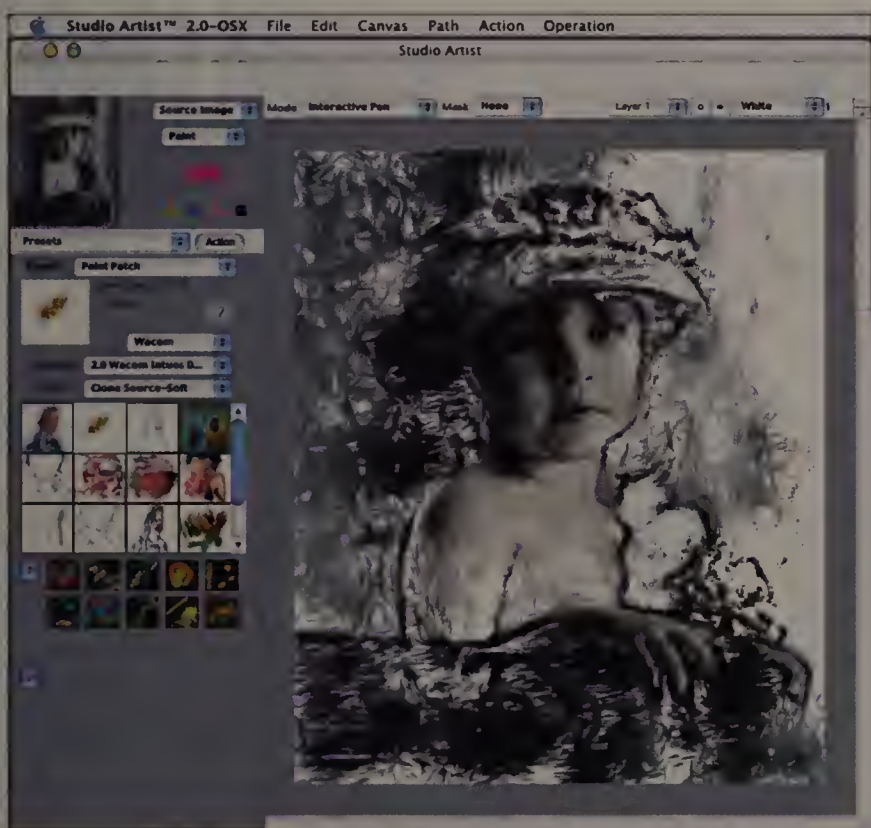 Studio Artist™ 2.0-OSX File Edit Canvas Path Action Operation
Studio Artist
Source Image
Mode Interactive Pen Mask None Layer 1 White
Paint
Presets Action
Paint Patch
?
Wacom
2.0 Wacom Intuos D...
Clone Source-Soft